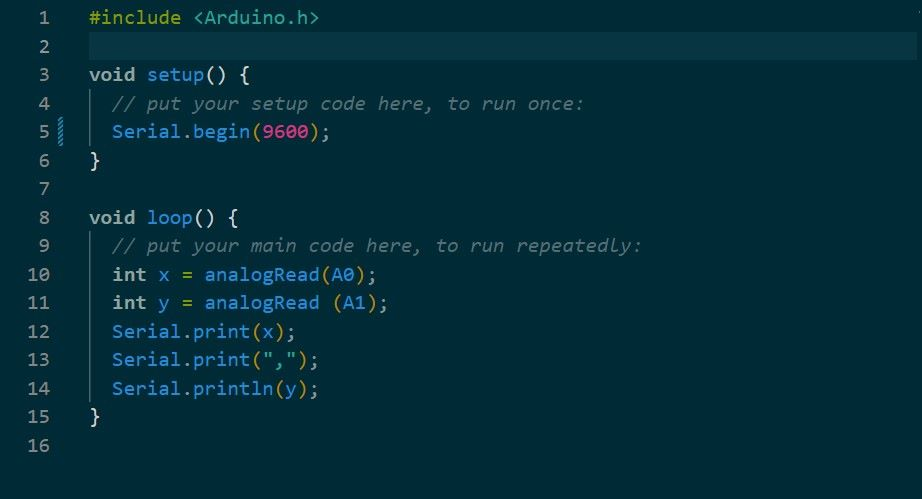 1 #include <Arduino.h>
2
3 void setup() {
4 // put your setup code here, to run once:
5 Serial.begin(9600);
6 }
7
8 void loop() {
9 // put your main code here, to run repeatedly:
10 int x = analogRead(A0);
11 int y = analogRead (A1);
12 Serial.print(x);
13 Serial.print(",");
14 Serial.println(y);
15 }
16